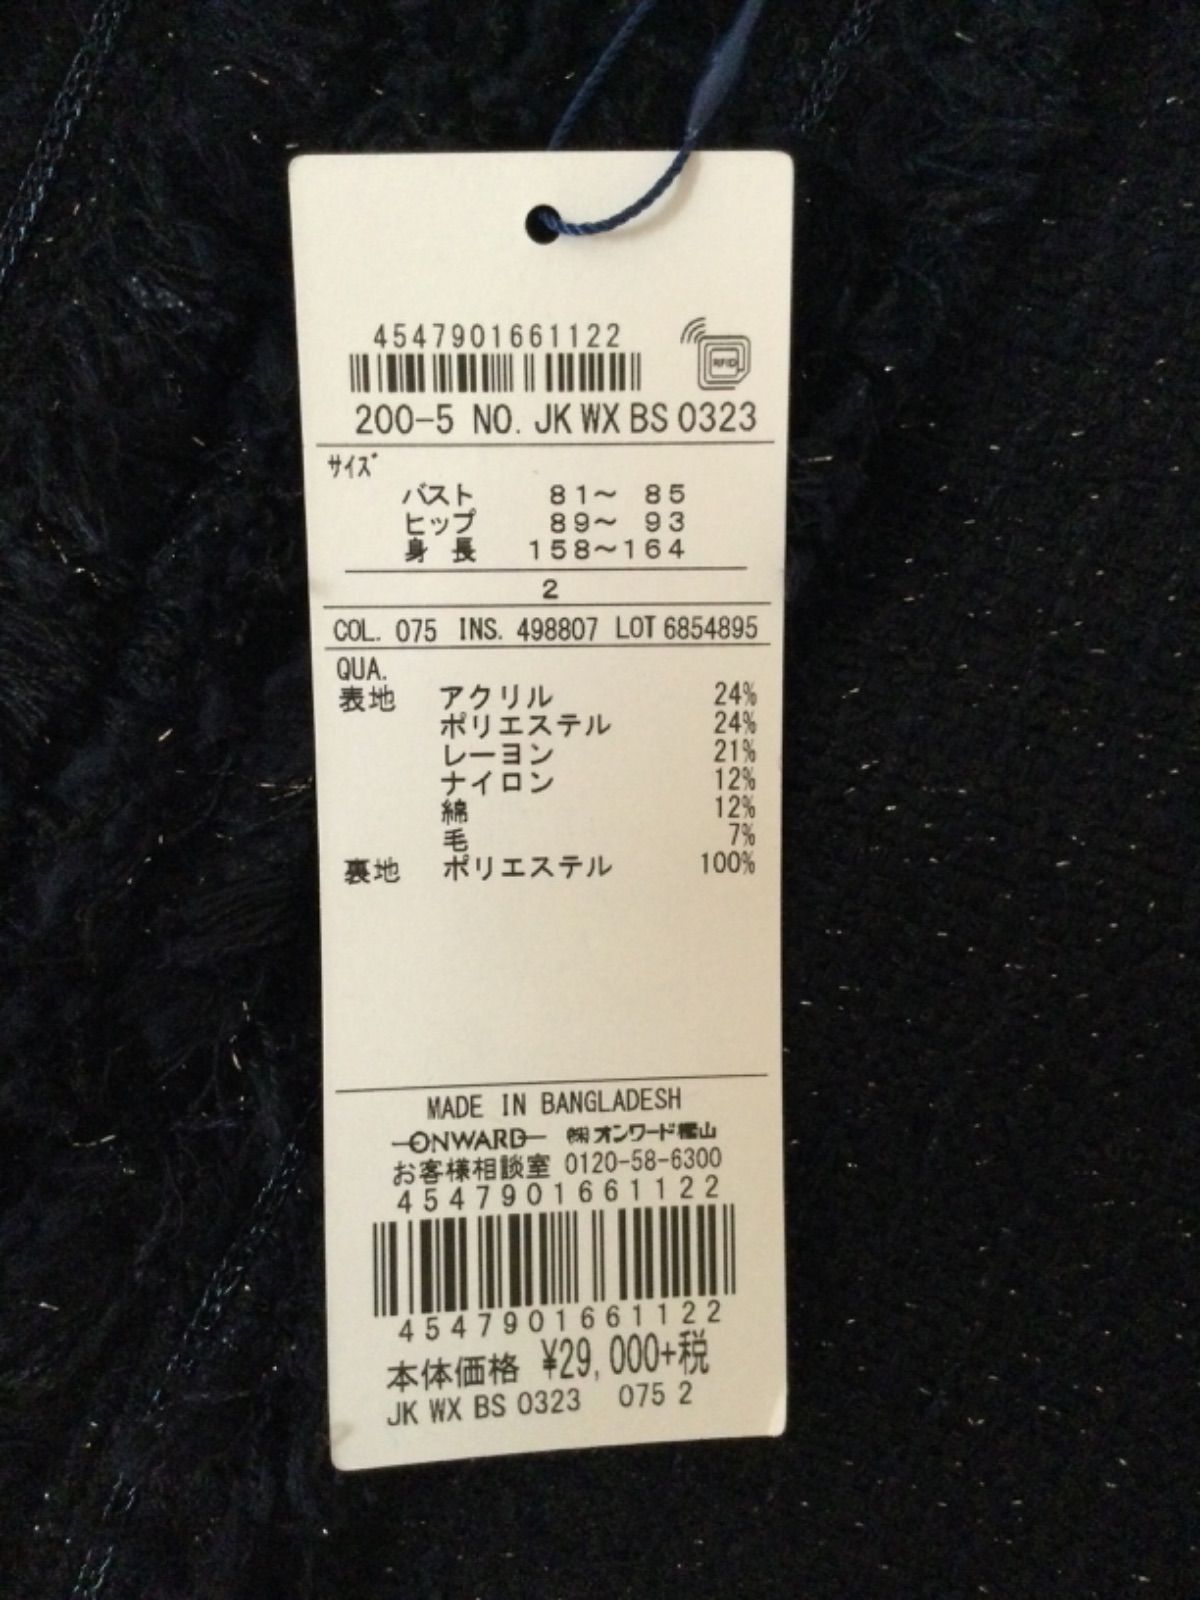 4547901661122
RFID
200-5 NO. JK WX BS 0323
サイズ
バスト 81～ 85
ヒップ 89～ 93
身長 158～164
2
COL. 075 INS. 498807 LOT 6854895
QUA.
表地 アクリル 24%
ポリエステル 24%
レーヨン 21%
ナイロン 12%
綿 12%
毛 7%
裏地 ポリエステル 100%
MADE IN BANGLADESH
ONWARD ㈱オンワード樫山
お客様相談室 0120-58-6300
4547901661122
4547901661122
本体価格 ¥29,000+税
JK WX BS 0323 075 2